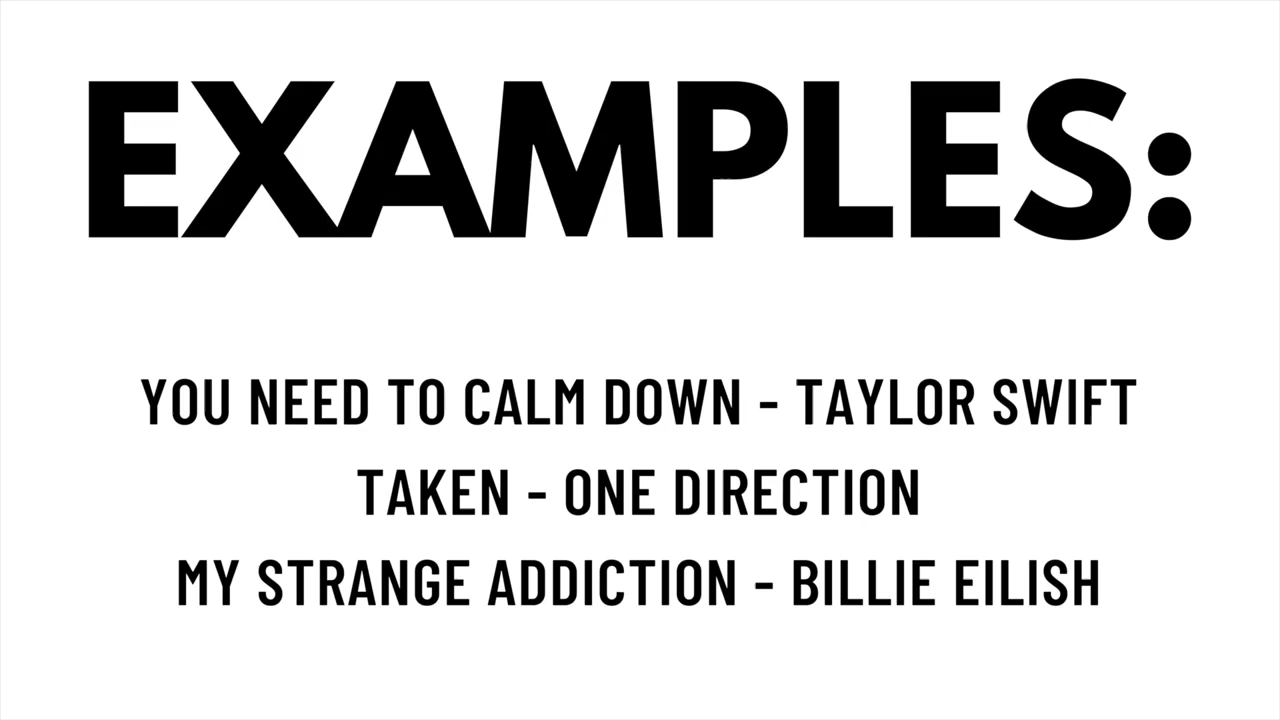 EXAMPLES:
YOU NEED TO CALM DOWN - TAYLOR SWIFT
TAKEN - ONE DIRECTION
MY STRANGE ADDICTION - BILLIE EILISH